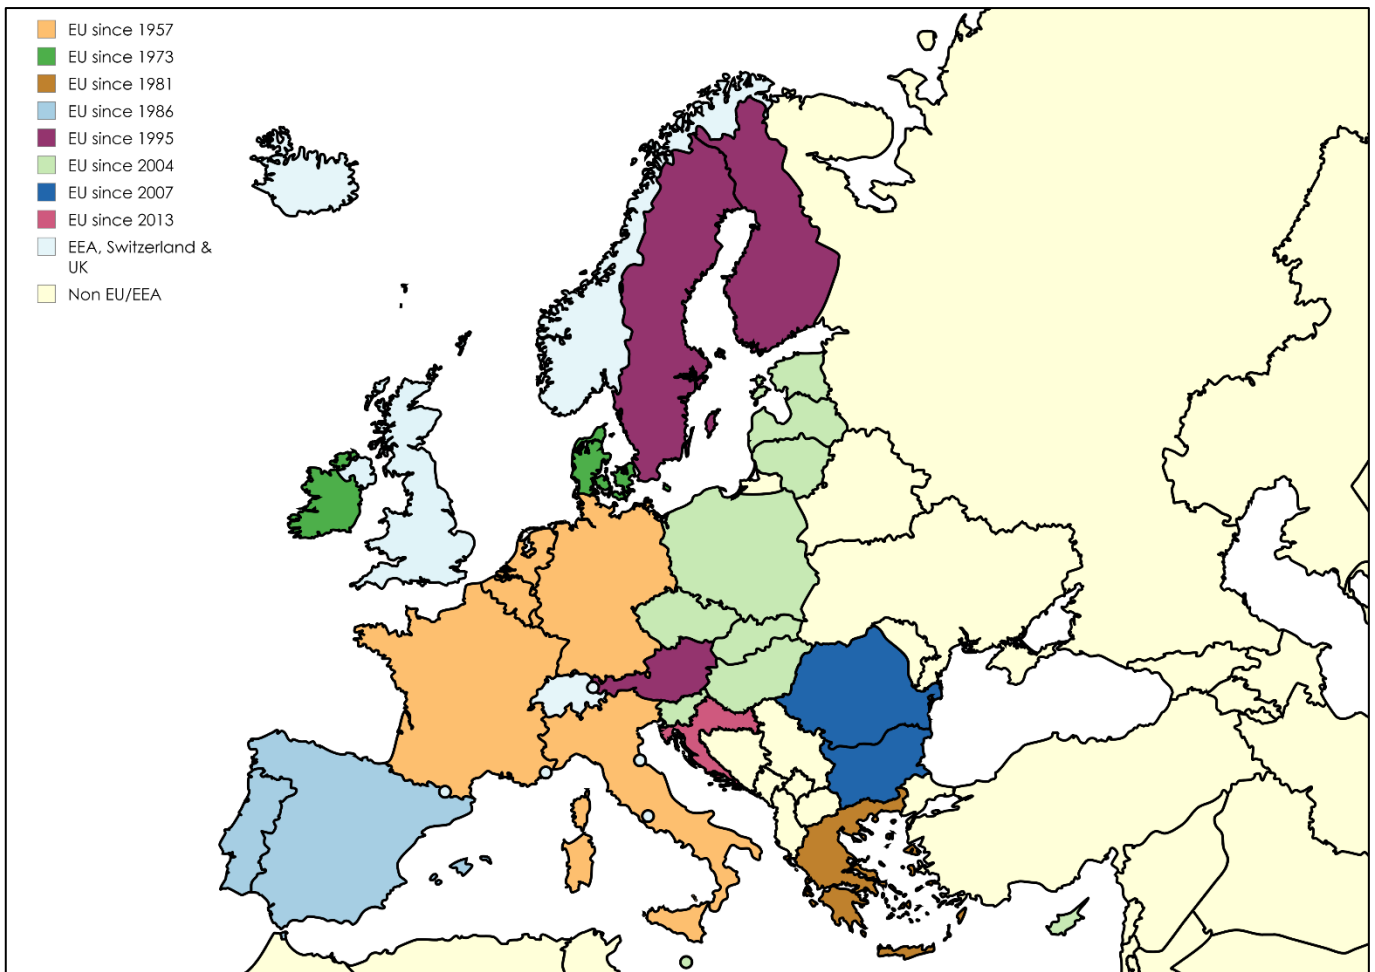 EU since 1957
EU since 1973
EU since 1981
EU since 1986
EU since 1995
EU since 2004
EU since 2007
EU since 2013
EEA, Switzerland &
UK
Non EU/EEA